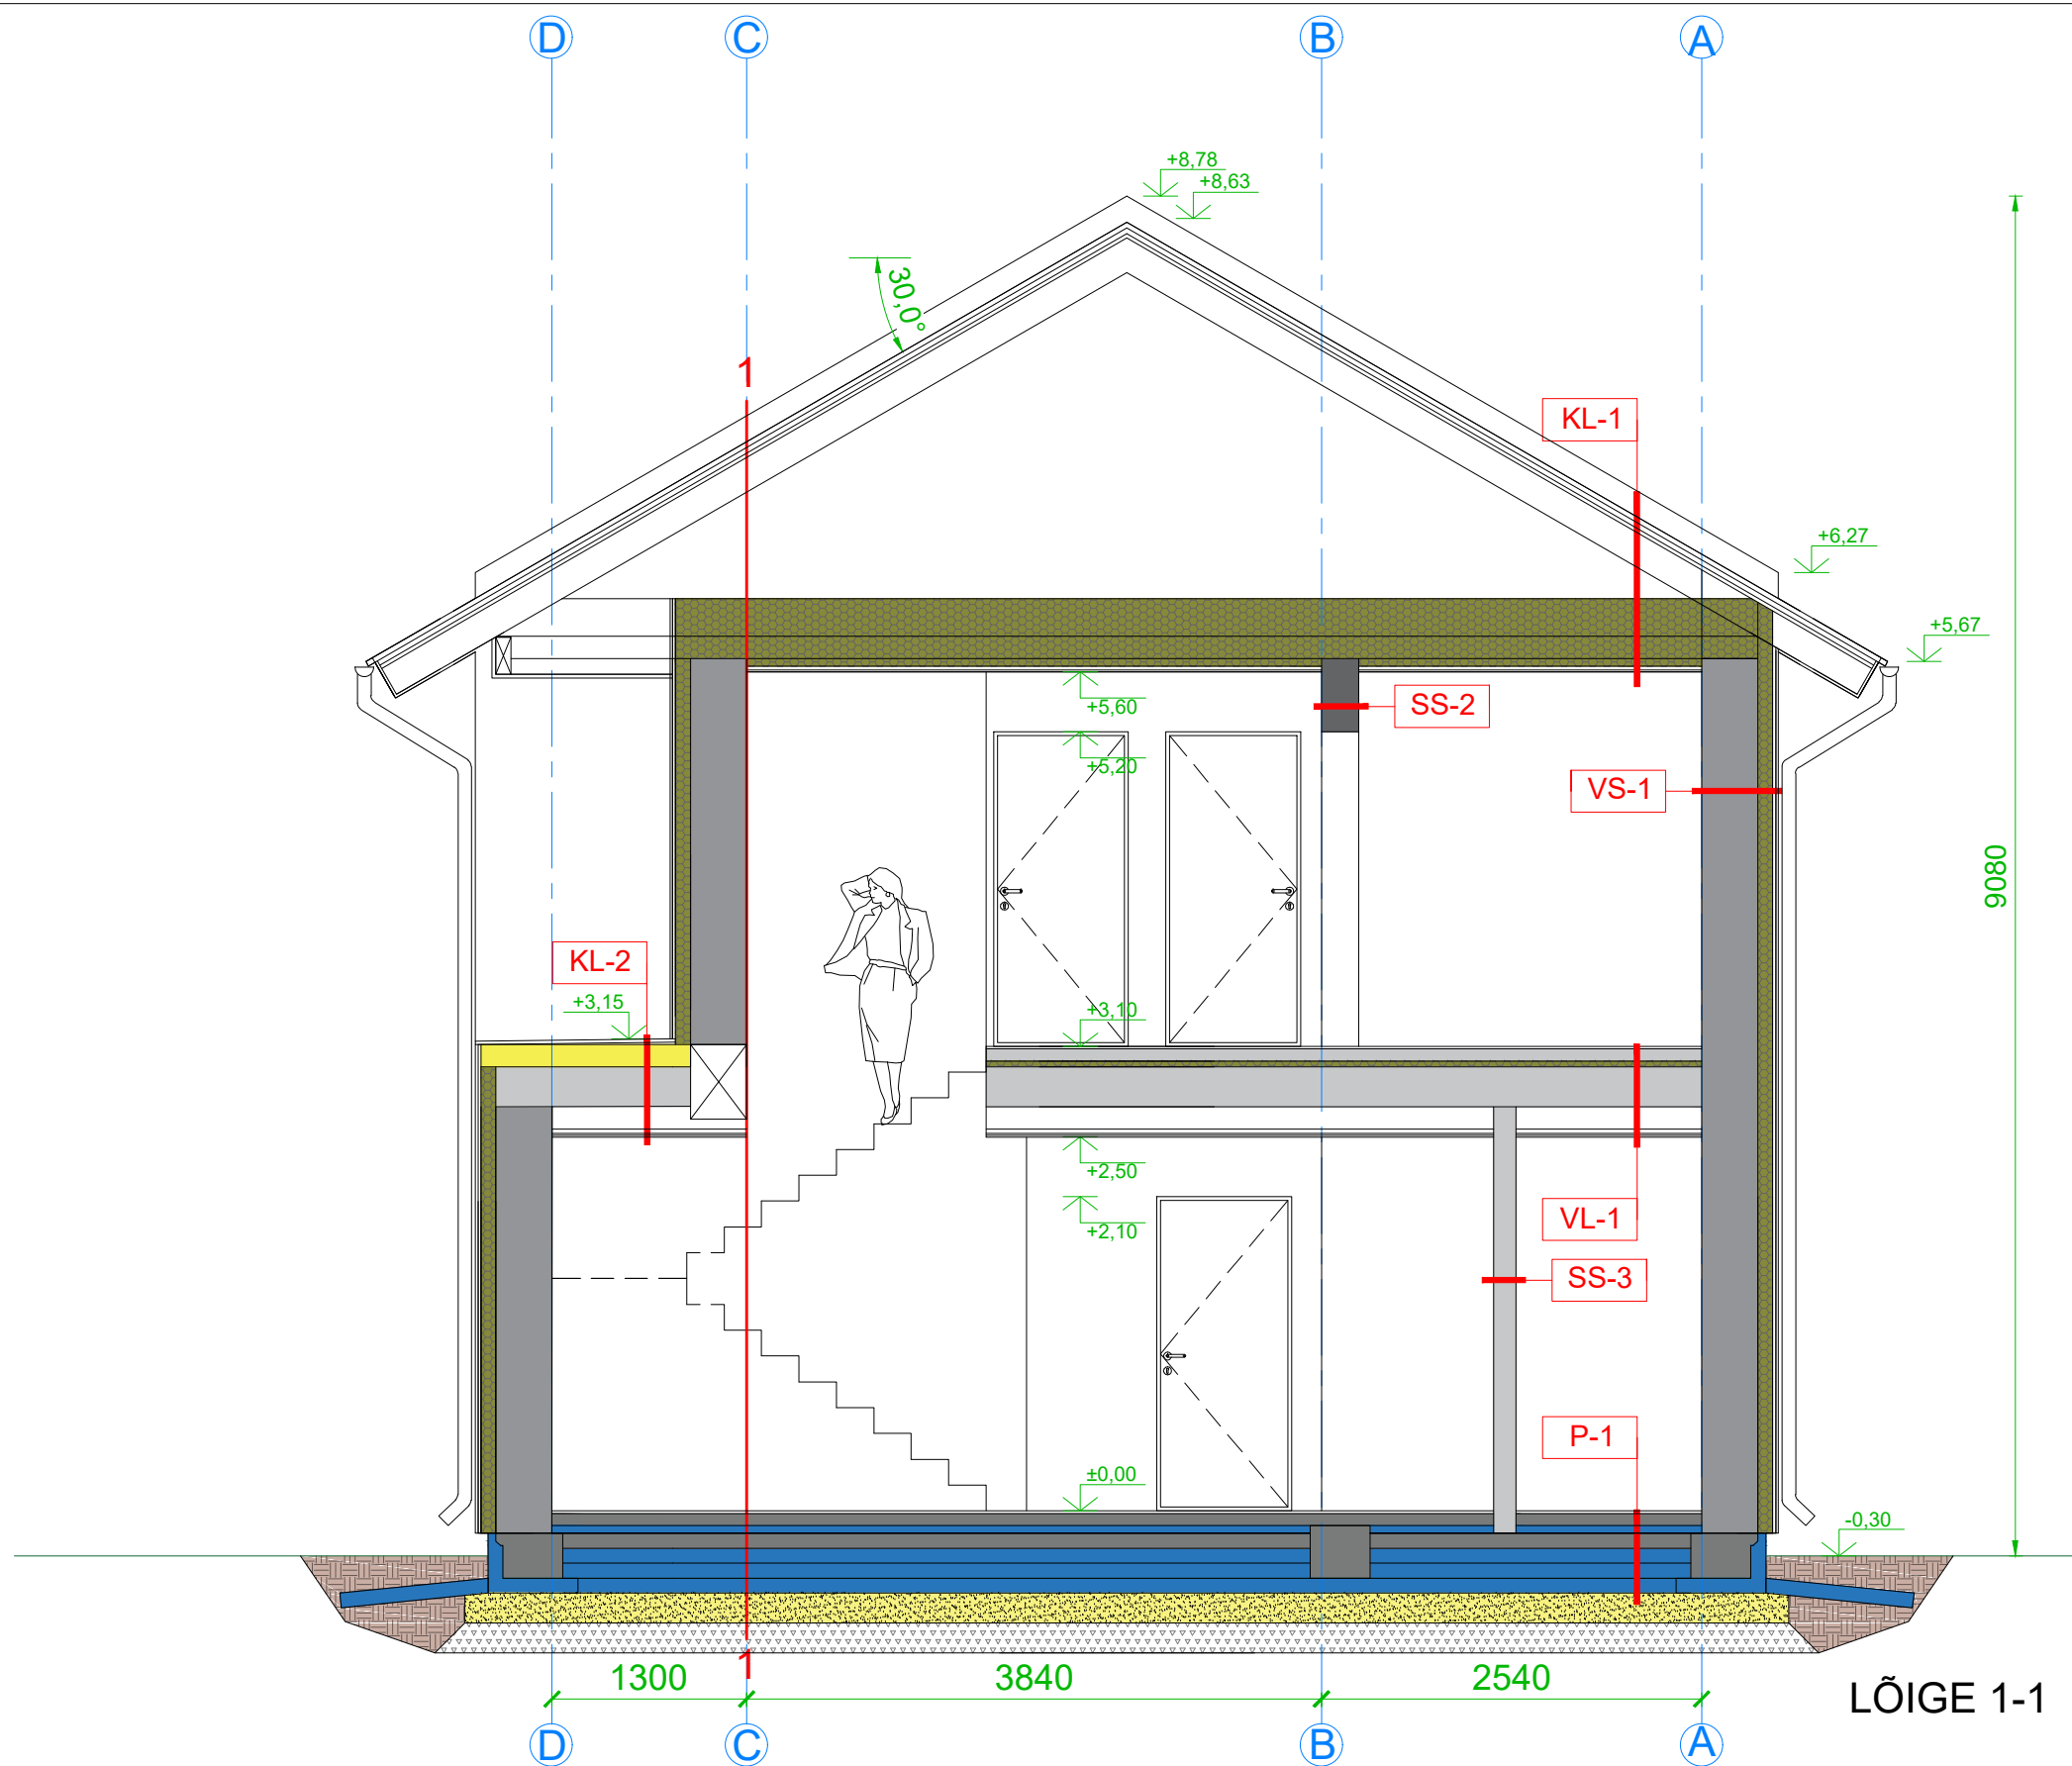 D C B A
+8,78
+8,63
30,0°
1
KL-1
+6,27
+5,67
+5,60
SS-2
+5,20
VS-1
9080
KL-2
+3,15
+3,10
+2,50
+2,10
VL-1
SS-3
P-1
±0,00
-0,30
1
1300 3840 2540
LÕIGE 1-1
D C B A